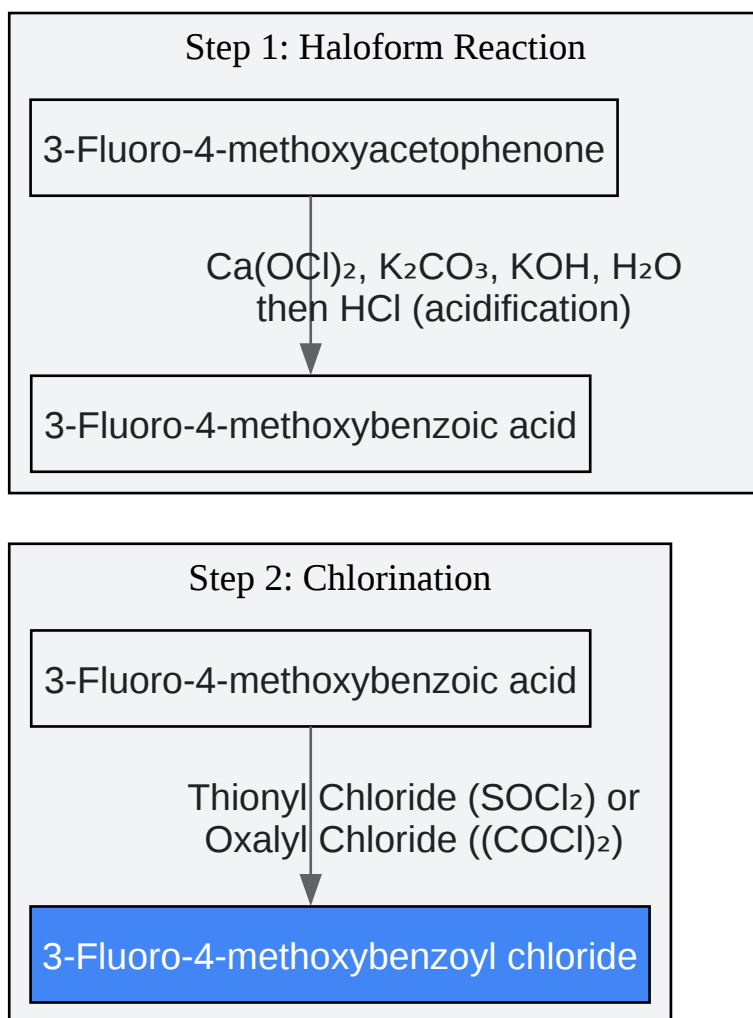 Step 1: Haloform Reaction
3-Fluoro-4-methoxyacetophenone
Ca(OCl)₂, K₂CO₃, KOH, H₂O
then HCl (acidification)
3-Fluoro-4-methoxybenzoic acid
Step 2: Chlorination
3-Fluoro-4-methoxybenzoic acid
Thionyl Chloride (SOCl₂) or
Oxalyl Chloride ((COCl)₂)
3-Fluoro-4-methoxybenzoyl chloride